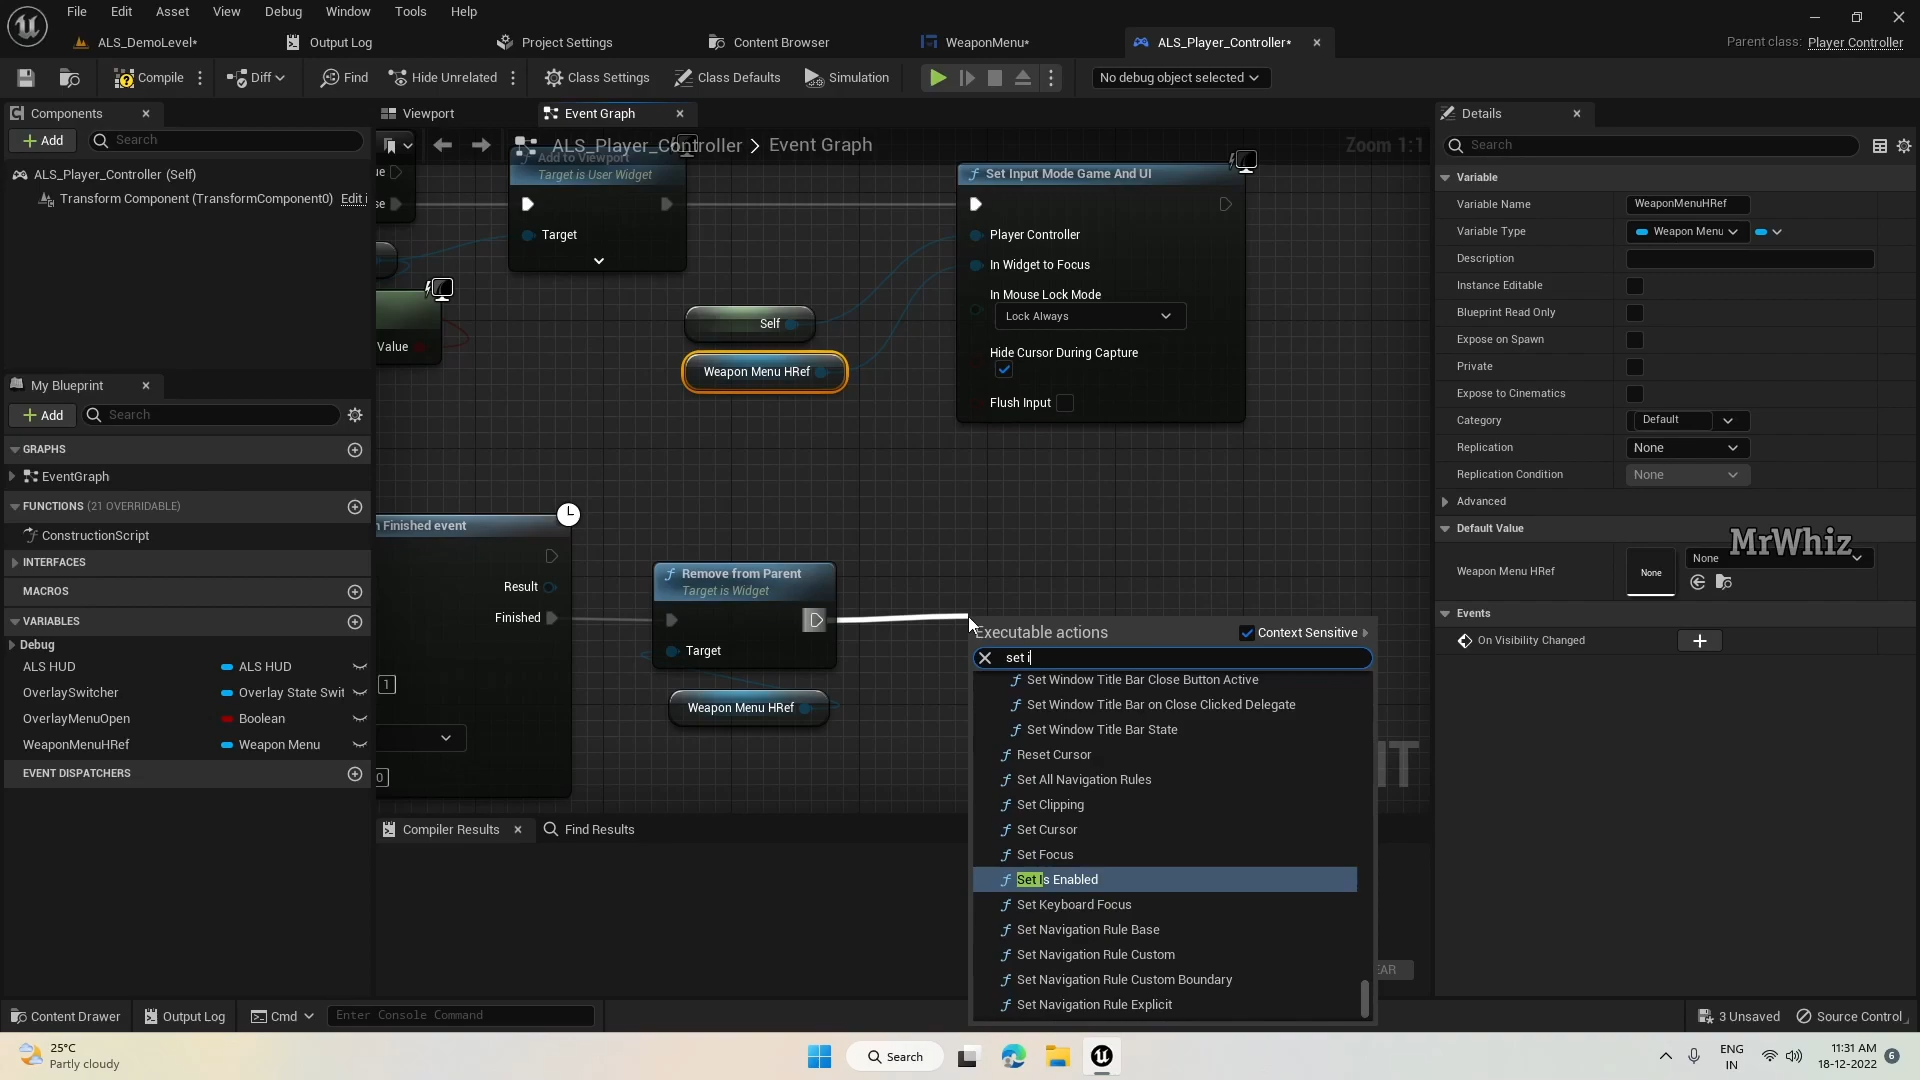 File Edit Asset View Debug Window Tools Help
ALS_DemoLevel* Output Log Project Settings Content Browser WeaponMenu* ALS_Player_Controller* Parent class: Player Controller
Compile Diff Find Hide Unrelated Class Settings Class Defaults Simulation No debug object selected
Components Viewport Event Graph Details
Add Search ALS_Player_Controller > Event Graph Zoom 1:1 Search
ALS_Player_Controller (Self)
Transform Component (TransformComponent0) Edit i
Add to Viewport
Target is User Widget
Target
Value
Set Input Mode Game And UI
Player Controller
In Widget to Focus
In Mouse Lock Mode
Lock Always
Hide Cursor During Capture
Flush Input
Self
Weapon Menu HRef
My Blueprint
Add Search
GRAPHS
EventGraph
FUNCTIONS (21 OVERRIDABLE)
ConstructionScript
INTERFACES
MACROS
VARIABLES
Debug
ALS HUD ALS HUD
OverlaySwitcher Overlay State Swit
OverlayMenuOpen Boolean
WeaponMenuHRef Weapon Menu
EVENT DISPATCHERS
n Finished event
Result
Finished
1
0
Remove from Parent
Target is Widget
Target
Weapon Menu HRef
Executable actions Context Sensitive
set i
Set Window Title Bar Close Button Active
Set Window Title Bar on Close Clicked Delegate
Set Window Title Bar State
Reset Cursor
Set All Navigation Rules
Set Clipping
Set Cursor
Set Focus
Set Is Enabled
Set Keyboard Focus
Set Navigation Rule Base
Set Navigation Rule Custom
Set Navigation Rule Custom Boundary
Set Navigation Rule Explicit
Compiler Results Find Results
EAR
Variable
Variable Name WeaponMenuHRef
Variable Type Weapon Menu
Description
Instance Editable
Blueprint Read Only
Expose on Spawn
Private
Expose to Cinematics
Category Default
Replication None
Replication Condition None
Advanced
Default Value
MrWhiz
Weapon Menu HRef None None
Events
On Visibility Changed
Content Drawer Output Log Cmd Enter Console Command 3 Unsaved Source Control
25°C
Partly cloudy
Search
ENG
IN
11:31 AM
18-12-2022
6